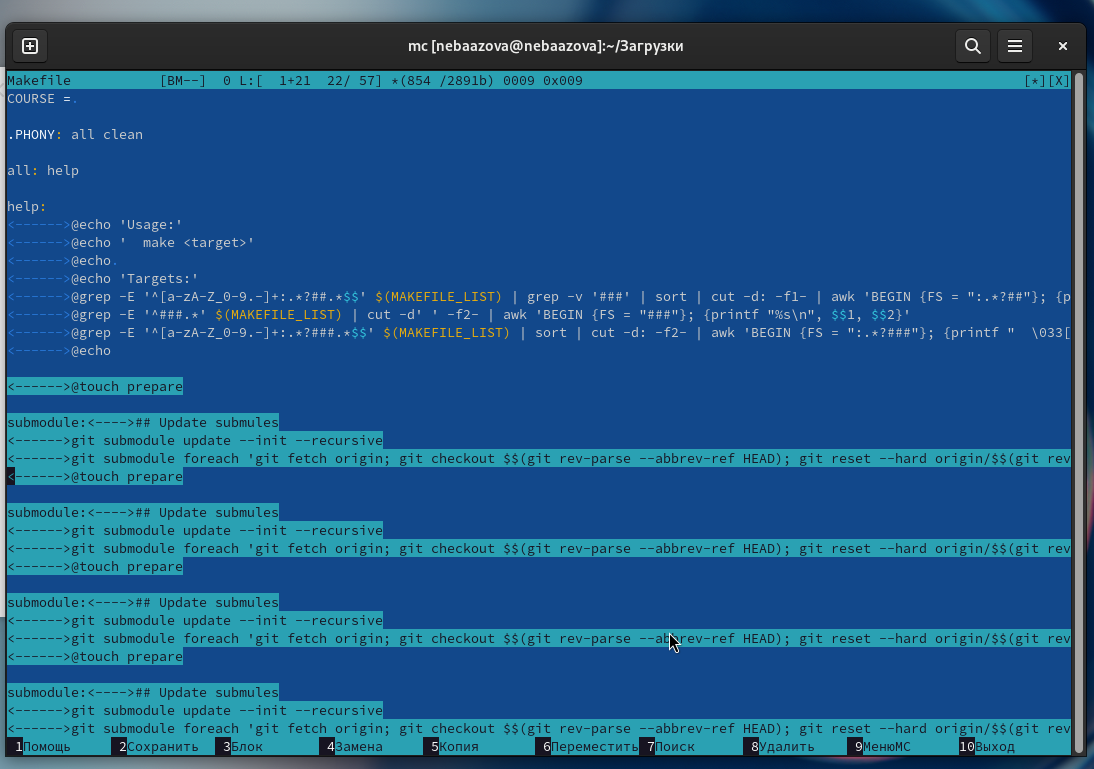 mc [nebaazova@nebaazova]:~/Загрузки
Makefile [BM--] 0 L:[ 1+21 22/ 57] *(854 /2891b) 0009 0x009 [*][X]
COURSE =.
.PHONY: all clean
all: help
help:
<------>@echo 'Usage:'
<------>@echo '  make <target>'
<------>@echo.
<------>@echo 'Targets:'
<------>@grep -E '^[a-zA-Z_0-9.-]+:.*?##.*$$' $(MAKEFILE_LIST) | grep -v '###' | sort | cut -d: -f1- | awk 'BEGIN {FS = ":.*?##"}; {p
<------>@grep -E '^###.*' $(MAKEFILE_LIST) | cut -d' ' -f2- | awk 'BEGIN {FS = "###"}; {printf "%s\n", $$1, $$2}'
<------>@grep -E '^[a-zA-Z_0-9.-]+:.*?###.*$$' $(MAKEFILE_LIST) | sort | cut -d: -f2- | awk 'BEGIN {FS = ":.*?###"}; {printf "  \033[
<------>@echo
<------>@touch prepare
submodule:<---->## Update submules
<------>git submodule update --init --recursive
<------>git submodule foreach 'git fetch origin; git checkout $$(git rev-parse --abbrev-ref HEAD); git reset --hard origin/$$(git rev
<------>@touch prepare
submodule:<---->## Update submules
<------>git submodule update --init --recursive
<------>git submodule foreach 'git fetch origin; git checkout $$(git rev-parse --abbrev-ref HEAD); git reset --hard origin/$$(git rev
<------>@touch prepare
submodule:<---->## Update submules
<------>git submodule update --init --recursive
<------>git submodule foreach 'git fetch origin; git checkout $$(git rev-parse --abbrev-ref HEAD); git reset --hard origin/$$(git rev
<------>@touch prepare
submodule:<---->## Update submules
<------>git submodule update --init --recursive
<------>git submodule foreach 'git fetch origin; git checkout $$(git rev-parse --abbrev-ref HEAD); git reset --hard origin/$$(git rev
1Помощь 2Сохранить 3Блок 4Замена 5Копия 6Переместить 7Поиск 8Удалить 9МенюMC 10Выход